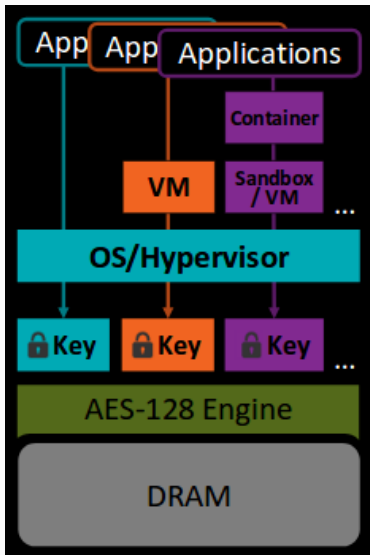 App
App
Applications
Container
VM
Sandbox
/ VM
...
OS/Hypervisor
Key
Key
Key
...
AES-128 Engine
DRAM